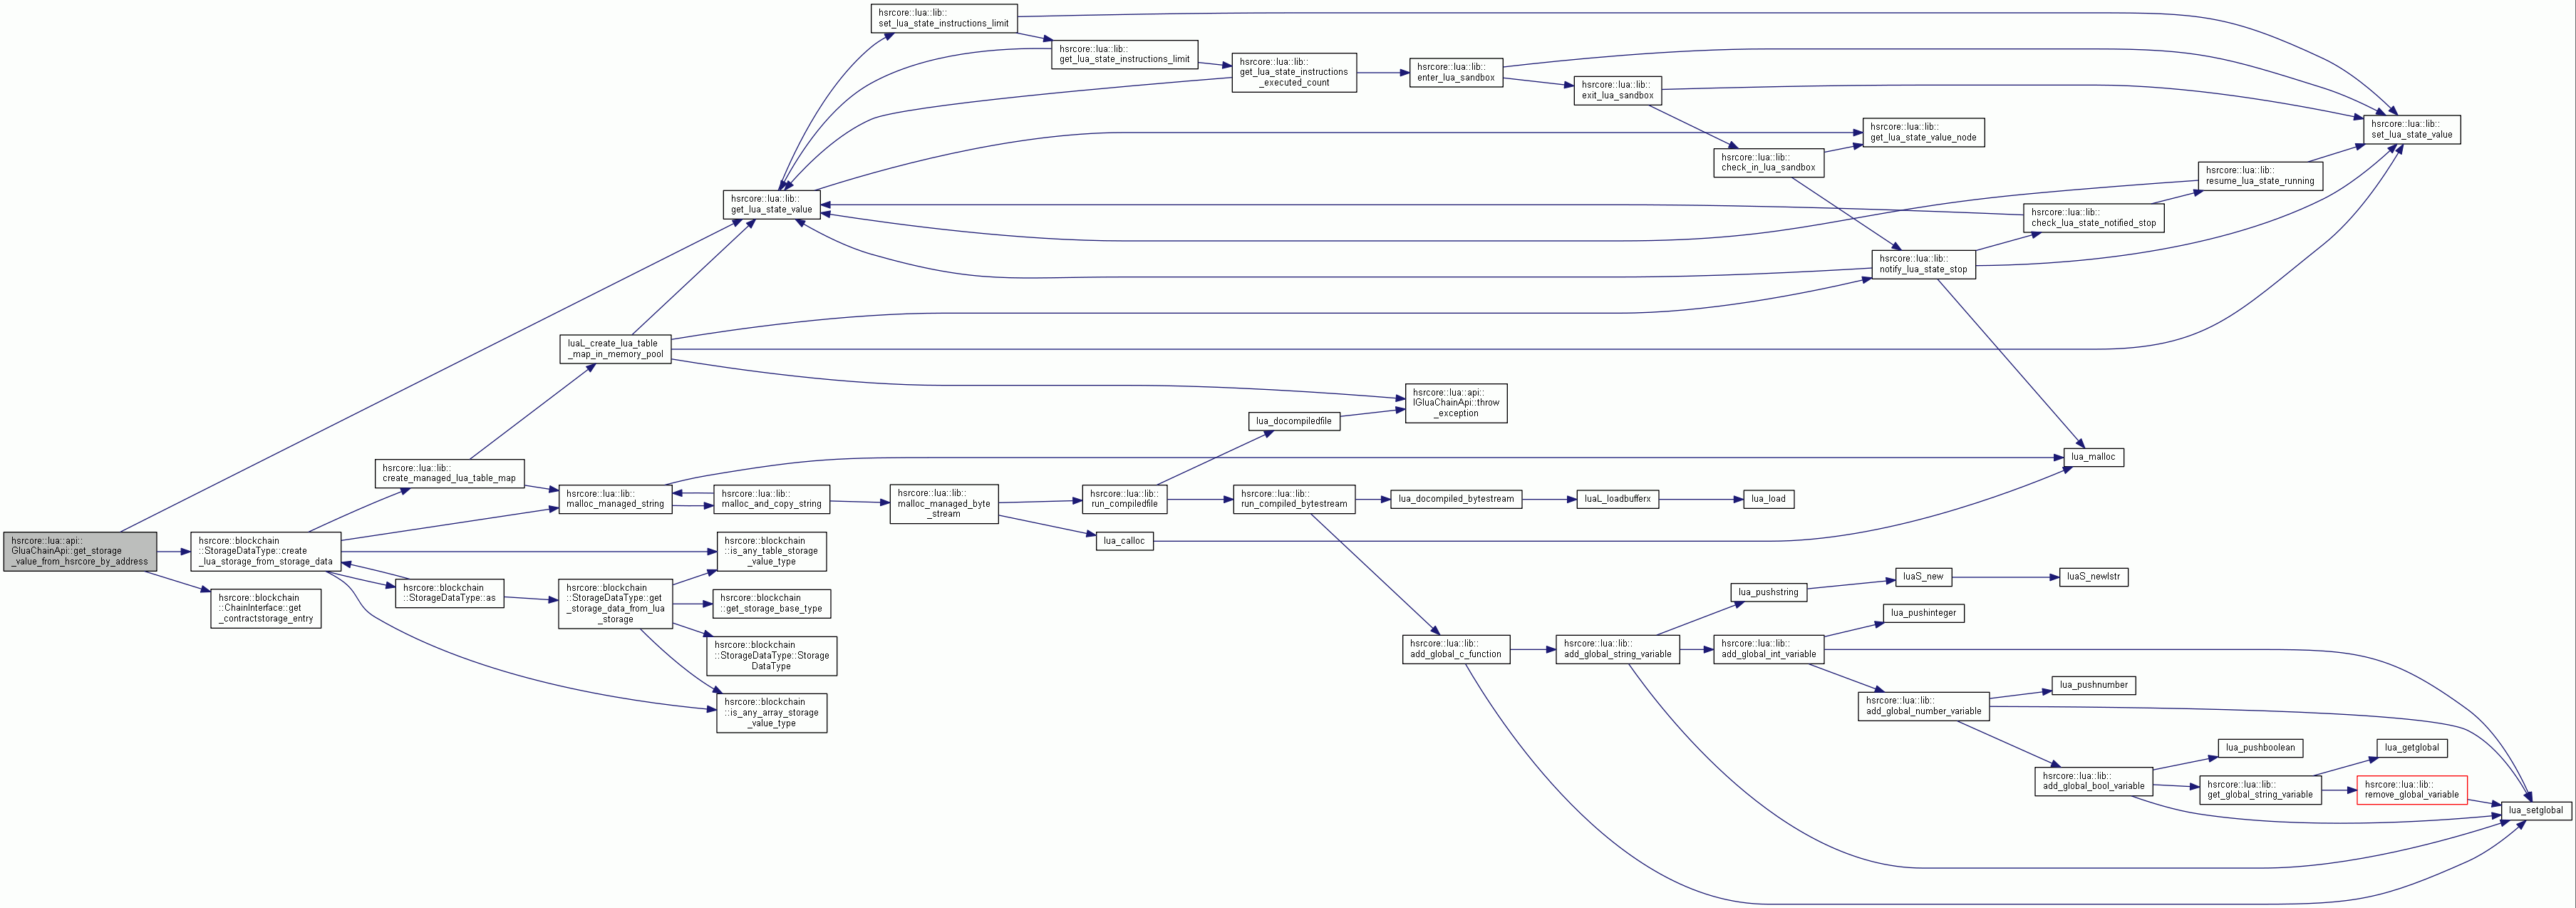 hsrcore::lua::lib::
set_lua_state_instructions_limit
hsrcore::lua::lib::
get_lua_state_instructions_limit
hsrcore::lua::lib::
get_lua_state_instructions
_executed_count
hsrcore::lua::lib::
enter_lua_sandbox
hsrcore::lua::lib::
exit_lua_sandbox
hsrcore::lua::lib::
get_lua_state_value_node
hsrcore::lua::lib::
set_lua_state_value
hsrcore::lua::lib::
check_in_lua_sandbox
hsrcore::lua::lib::
resume_lua_state_running
hsrcore::lua::lib::
get_lua_state_value
hsrcore::lua::lib::
check_lua_state_notified_stop
hsrcore::lua::lib::
notify_lua_state_stop
luaL_create_lua_table
_map_in_memory_pool
hsrcore::lua::api::
IGluaChainApi::throw
_exception
lua_docompiledfile
lua_malloc
hsrcore::lua::lib::
create_managed_lua_table_map
hsrcore::lua::lib::
malloc_managed_string
hsrcore::lua::lib::
malloc_and_copy_string
hsrcore::lua::lib::
malloc_managed_byte
_stream
hsrcore::lua::lib::
run_compiledfile
hsrcore::lua::lib::
run_compiled_bytestream
lua_docompiled_bytestream
luaL_loadbufferx
lua_load
lua_calloc
hsrcore::lua::api::
GluaChainApi::get_storage
_value_from_hsrcore_by_address
hsrcore::blockchain
::StorageDataType::create
_lua_storage_from_storage_data
hsrcore::blockchain
::is_any_table_storage
_value_type
hsrcore::blockchain
::ChainInterface::get
_contractstorage_entry
hsrcore::blockchain
::StorageDataType::as
hsrcore::blockchain
::StorageDataType::get
_storage_data_from_lua
_storage
hsrcore::blockchain
::get_storage_base_type
hsrcore::blockchain
::StorageDataType::Storage
DataType
hsrcore::blockchain
::is_any_array_storage
_value_type
lua_pushstring
luaS_new
luaS_newlstr
lua_pushinteger
hsrcore::lua::lib::
add_global_c_function
hsrcore::lua::lib::
add_global_string_variable
hsrcore::lua::lib::
add_global_int_variable
lua_pushnumber
hsrcore::lua::lib::
add_global_number_variable
lua_pushboolean
lua_getglobal
hsrcore::lua::lib::
add_global_bool_variable
hsrcore::lua::lib::
get_global_string_variable
hsrcore::lua::lib::
remove_global_variable
lua_setglobal